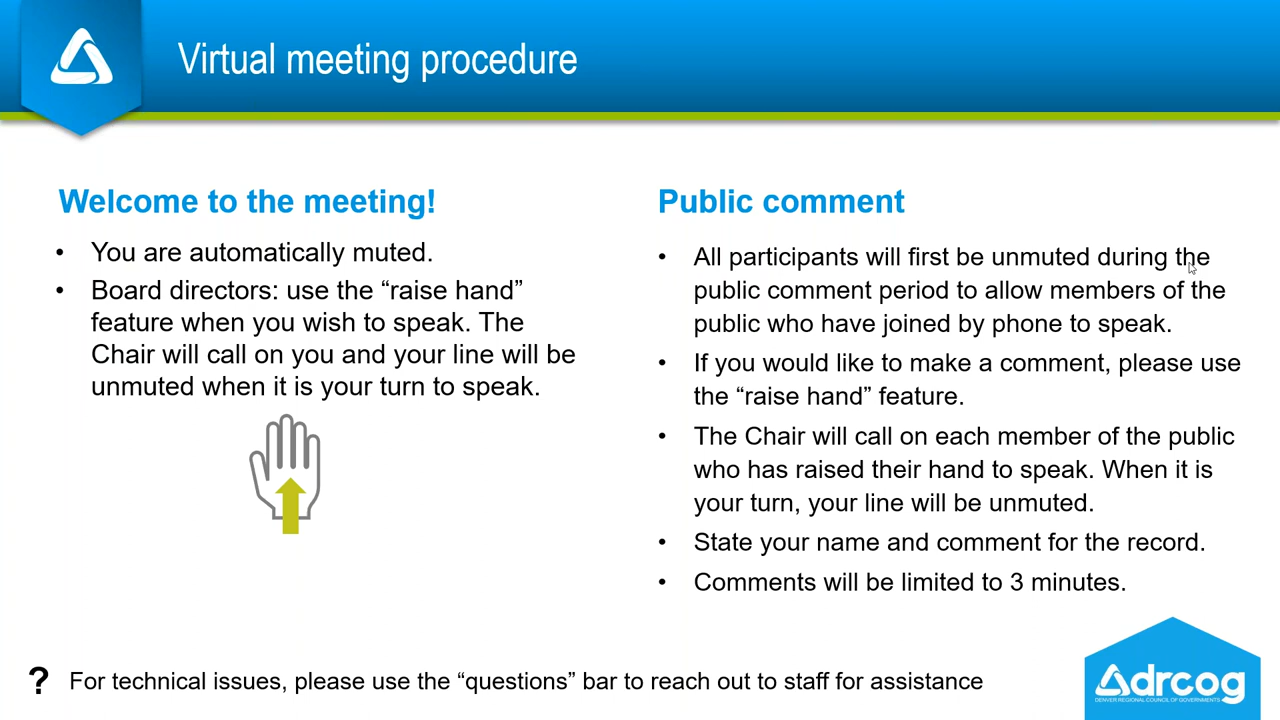 Virtual meeting procedure
Welcome to the meeting!
• You are automatically muted.
• Board directors: use the “raise hand”
feature when you wish to speak. The
Chair will call on you and your line will be
unmuted when it is your turn to speak.
Public comment
• All participants will first be unmuted during the
public comment period to allow members of the
public who have joined by phone to speak.
• If you would like to make a comment, please use
the “raise hand” feature.
• The Chair will call on each member of the public
who has raised their hand to speak. When it is
your turn, your line will be unmuted.
• State your name and comment for the record.
• Comments will be limited to 3 minutes.
? For technical issues, please use the “questions” bar to reach out to staff for assistance
drcog
DENVER REGIONAL COUNCIL OF GOVERNMENTS